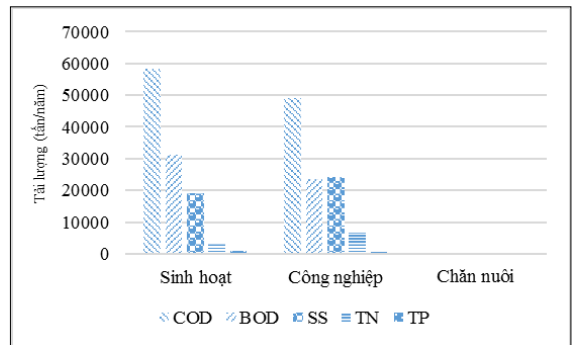 70000
60000
50000
40000
30000
20000
10000
0
Tải lượng (tấn/năm)
Sinh hoạt Công nghiệp Chăn nuôi
COD BOD SS TN TP